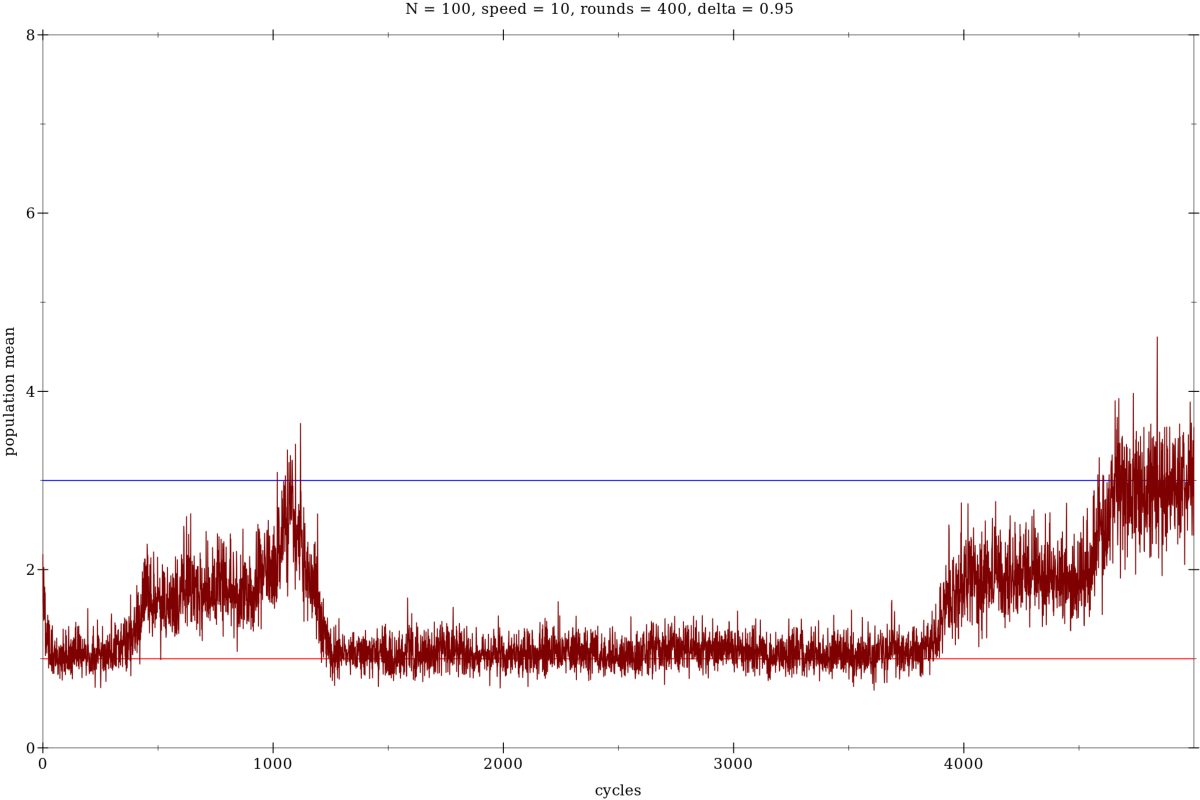 N = 100, speed = 10, rounds = 400, delta = 0.95
8
6
4
2
0
population mean
0 1000 2000 3000 4000
cycles